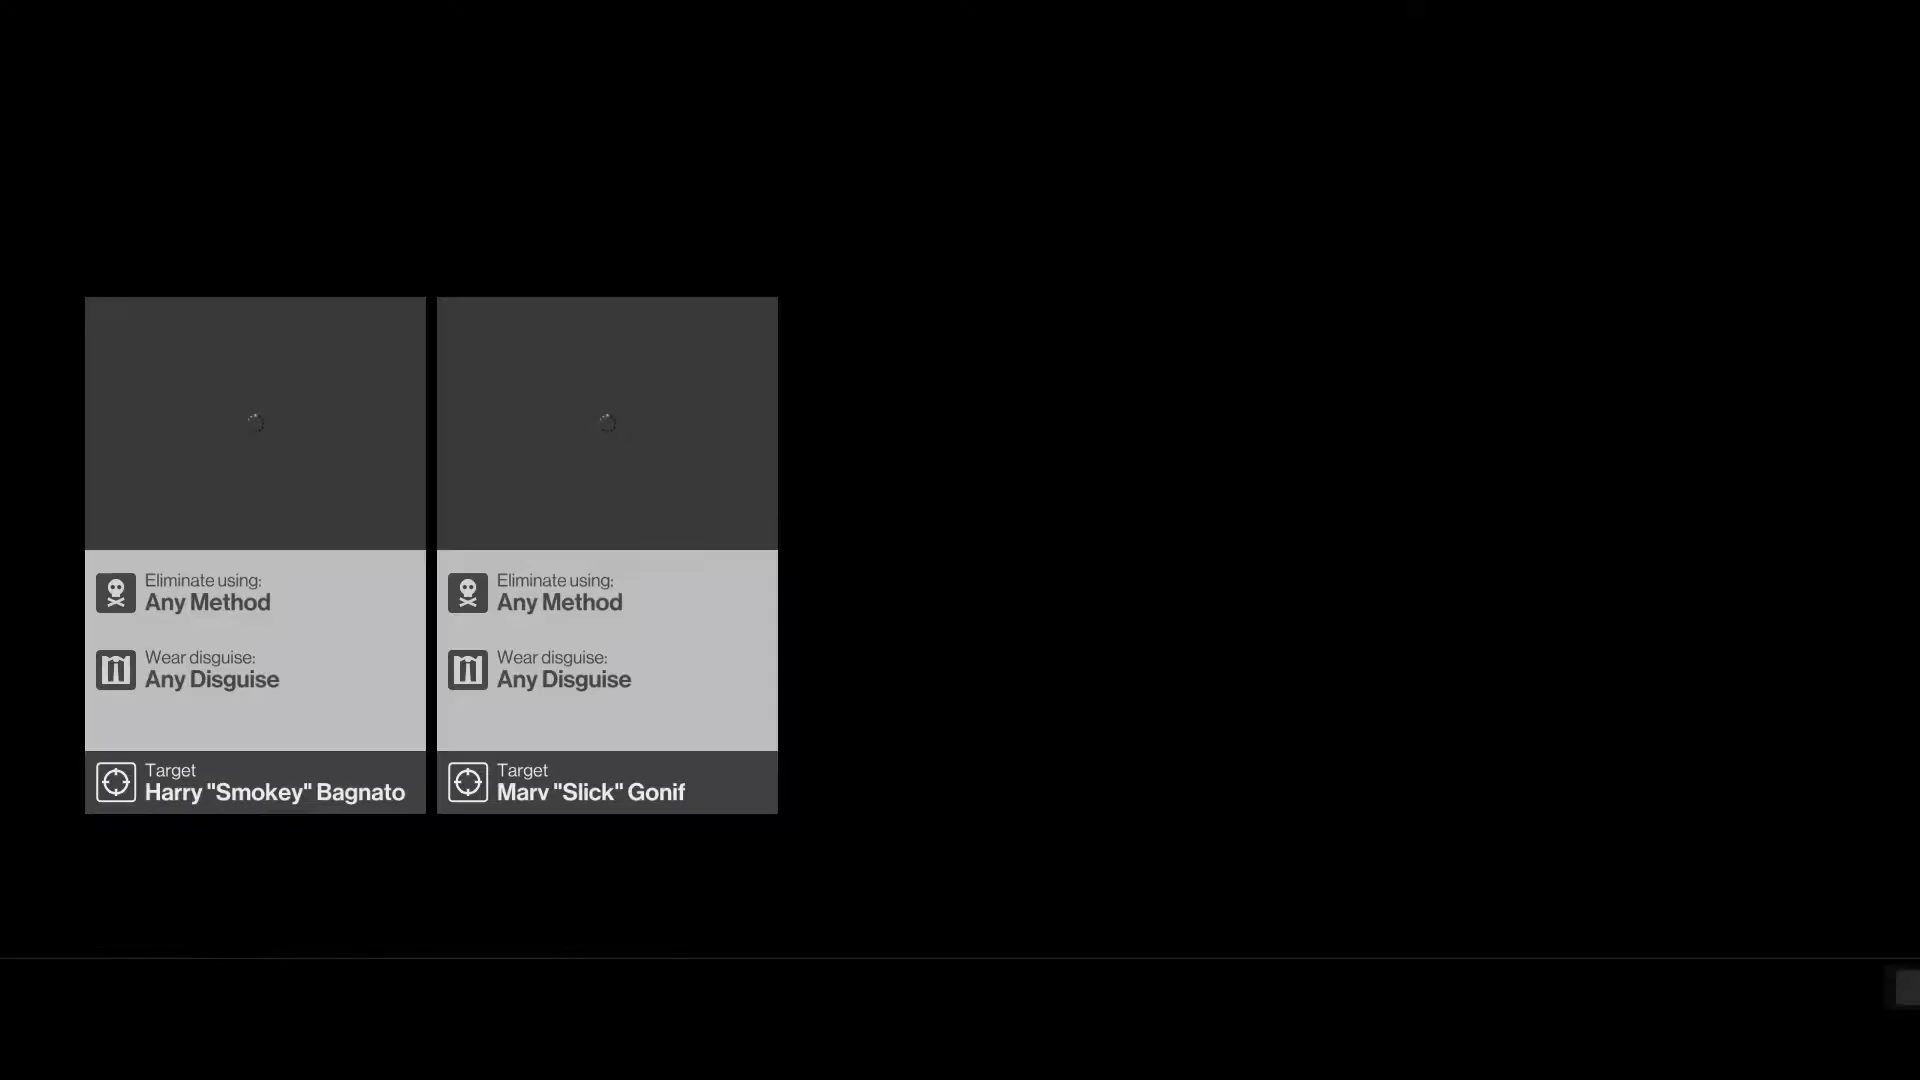 Eliminate using:
Any Method
Wear disguise:
Any Disguise
Target
Harry "Smokey" Bagnato
Eliminate using:
Any Method
Wear disguise:
Any Disguise
Target
Marv "Slick" Gonif